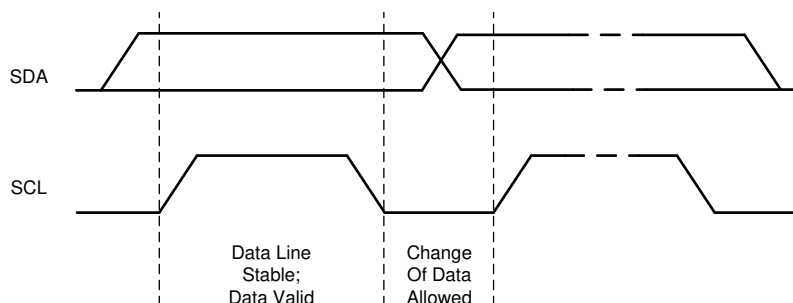 SDA
SCL
Data Line
Stable;
Data Valid
Change
Of Data
Allowed